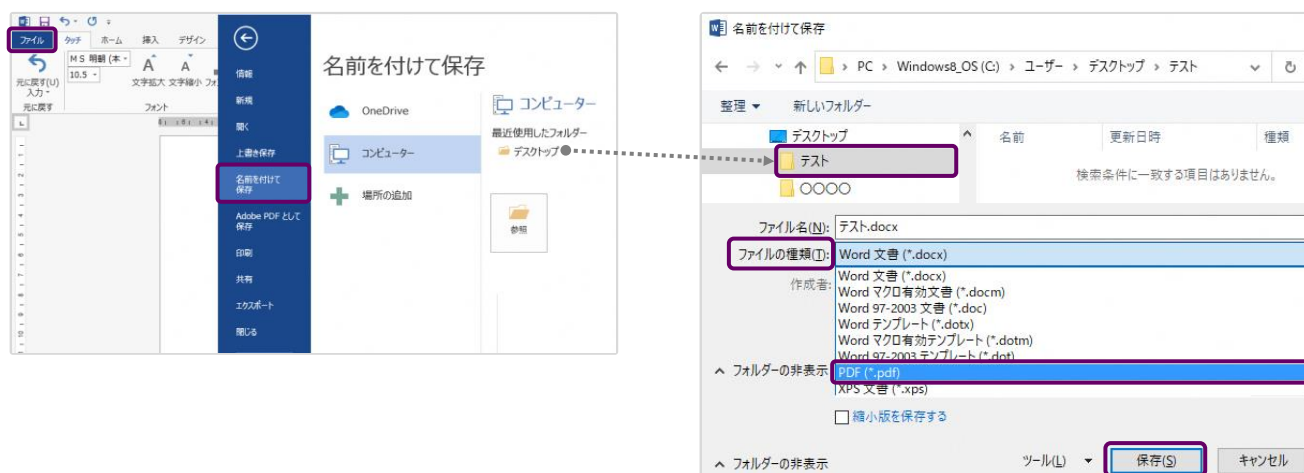 ファイル
タッチ ホーム 挿入 デザイン
元に戻す(U)
入力
元に戻す
MS 明朝 (本
10.5
文字拡大 文字縮小
フォント
情報
新規
開く
上書き保存
名前を付けて
保存
Adobe PDF として
保存
印刷
共有
エクスポート
閉じる
名前を付けて保存
OneDrive
コンピューター
場所の追加
コンピューター
最近使用したフォルダー
デスクトップ
参照
名前を付けて保存
PC › Windows8_OS (C:) › ユーザー › デスクトップ › テスト
整理 ▼ 新しいフォルダー
デスクトップ
テスト
〇〇〇〇
名前 更新日時 種類
検索条件に一致する項目はありません。
ファイル名(N): テスト.docx
ファイルの種類(T): Word 文書 (*.docx)
作成者:
Word 文書 (*.docx)
Word マクロ有効文書 (*.docm)
Word 97-2003 文書 (*.doc)
Word テンプレート (*.dotx)
Word マクロ有効テンプレート (*.dotm)
Word 97-2003 テンプレート (*.dot)
フォルダーの非表示
PDF (*.pdf)
XPS 文書 (*.xps)
縮小版を保存する
フォルダーの非表示 ツール(L) ▼ 保存(S) キャンセル